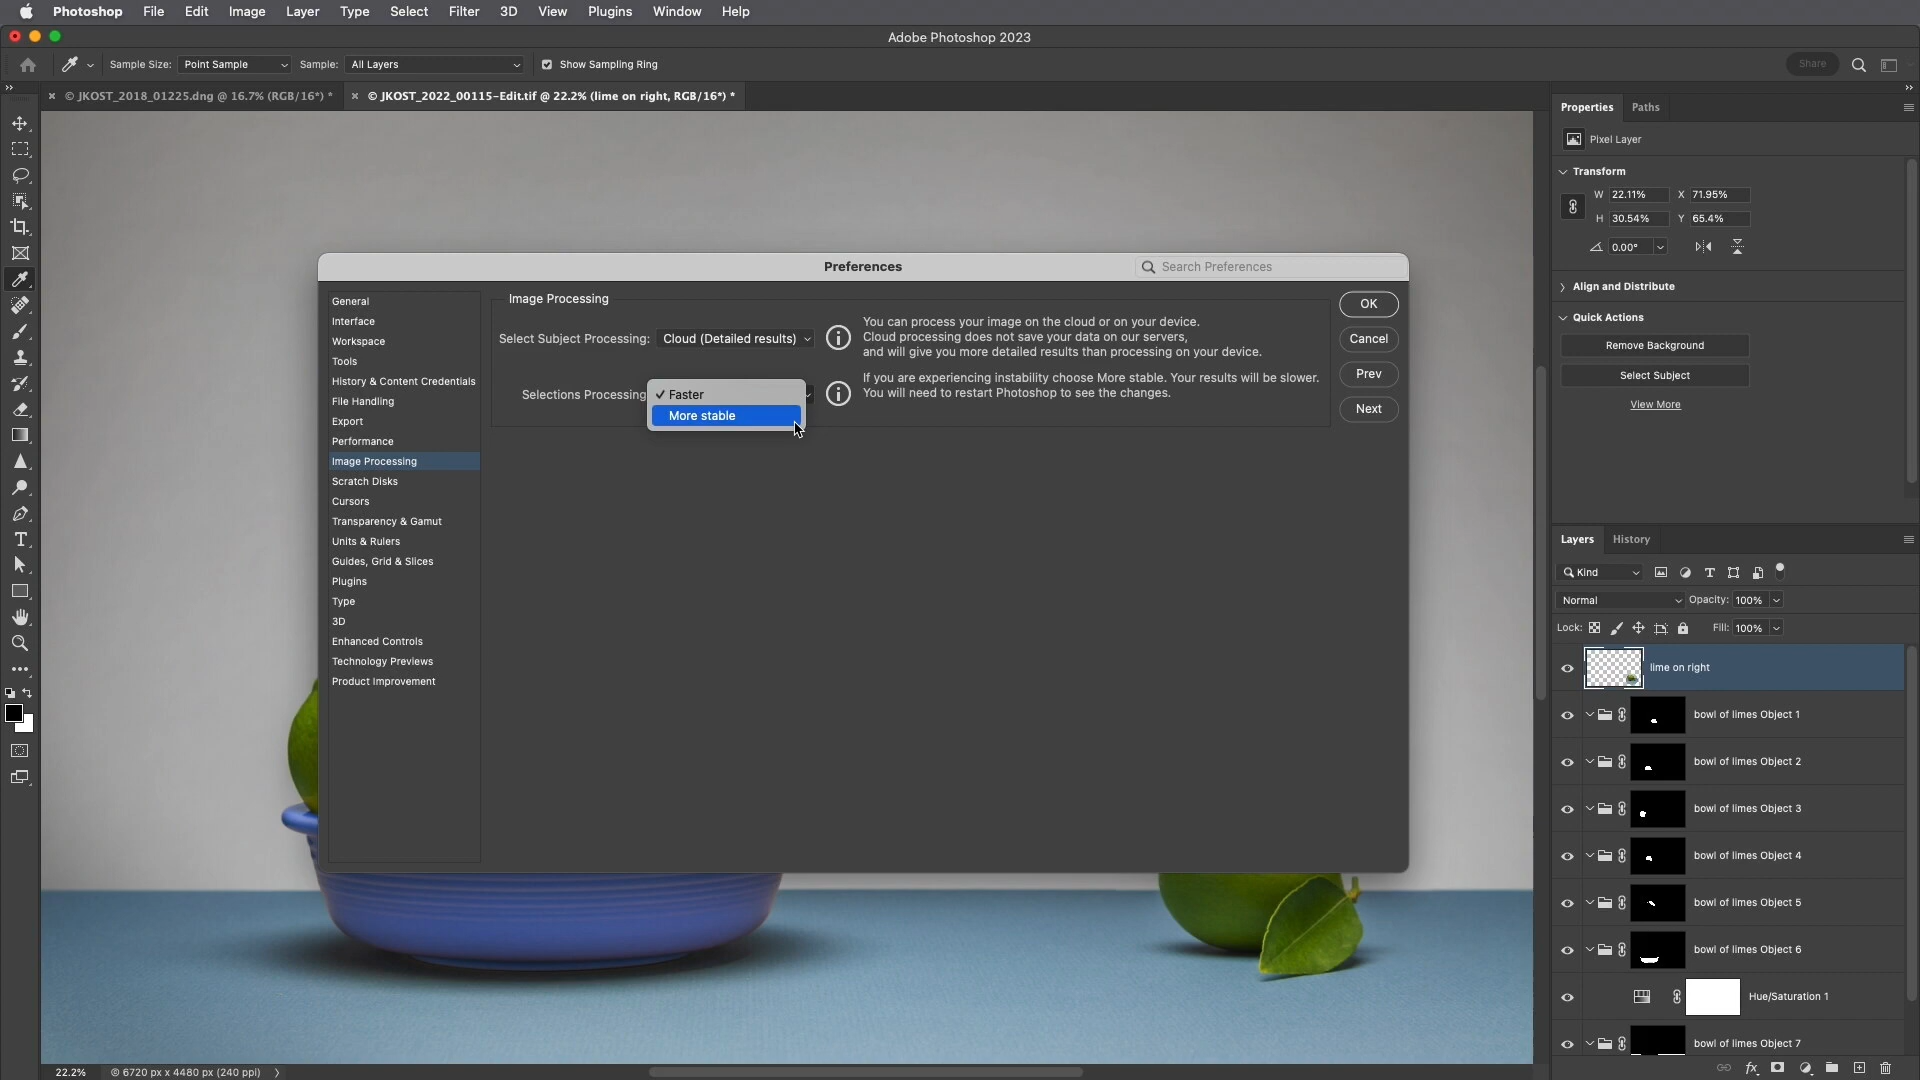 Photoshop File Edit Image Layer Type Select Filter 3D View Plugins Window Help
Adobe Photoshop 2023
Sample Size: Point Sample Sample: All Layers Show Sampling Ring Share
© JKOST_2018_01225.dng @ 16.7% (RGB/16*) *
© JKOST_2022_00115-Edit.tif @ 22.2% (lime on right, RGB/16*) *
Preferences
Search Preferences
General
Interface
Workspace
Tools
History & Content Credentials
File Handling
Export
Performance
Image Processing
Scratch Disks
Cursors
Transparency & Gamut
Units & Rulers
Guides, Grid & Slices
Plugins
Type
3D
Enhanced Controls
Technology Previews
Product Improvement
Image Processing
Select Subject Processing: Cloud (Detailed results)
You can process your image on the cloud or on your device.
Cloud processing does not save your data on our servers,
and will give you more detailed results than processing on your device.
Selections Processing
✓ Faster
More stable
If you are experiencing instability choose More stable. Your results will be slower.
You will need to restart Photoshop to see the changes.
OK
Cancel
Prev
Next
Properties Paths
Pixel Layer
Transform
W 22.11% X 71.95%
H 30.54% Y 65.4%
0.00°
Align and Distribute
Quick Actions
Remove Background
Select Subject
View More
Layers History
Kind
Normal Opacity: 100%
Lock: Fill: 100%
lime on right
bowl of limes Object 1
bowl of limes Object 2
bowl of limes Object 3
bowl of limes Object 4
bowl of limes Object 5
bowl of limes Object 6
Hue/Saturation 1
bowl of limes Object 7
fx
22.2% © 6720 px x 4480 px (240 ppi)